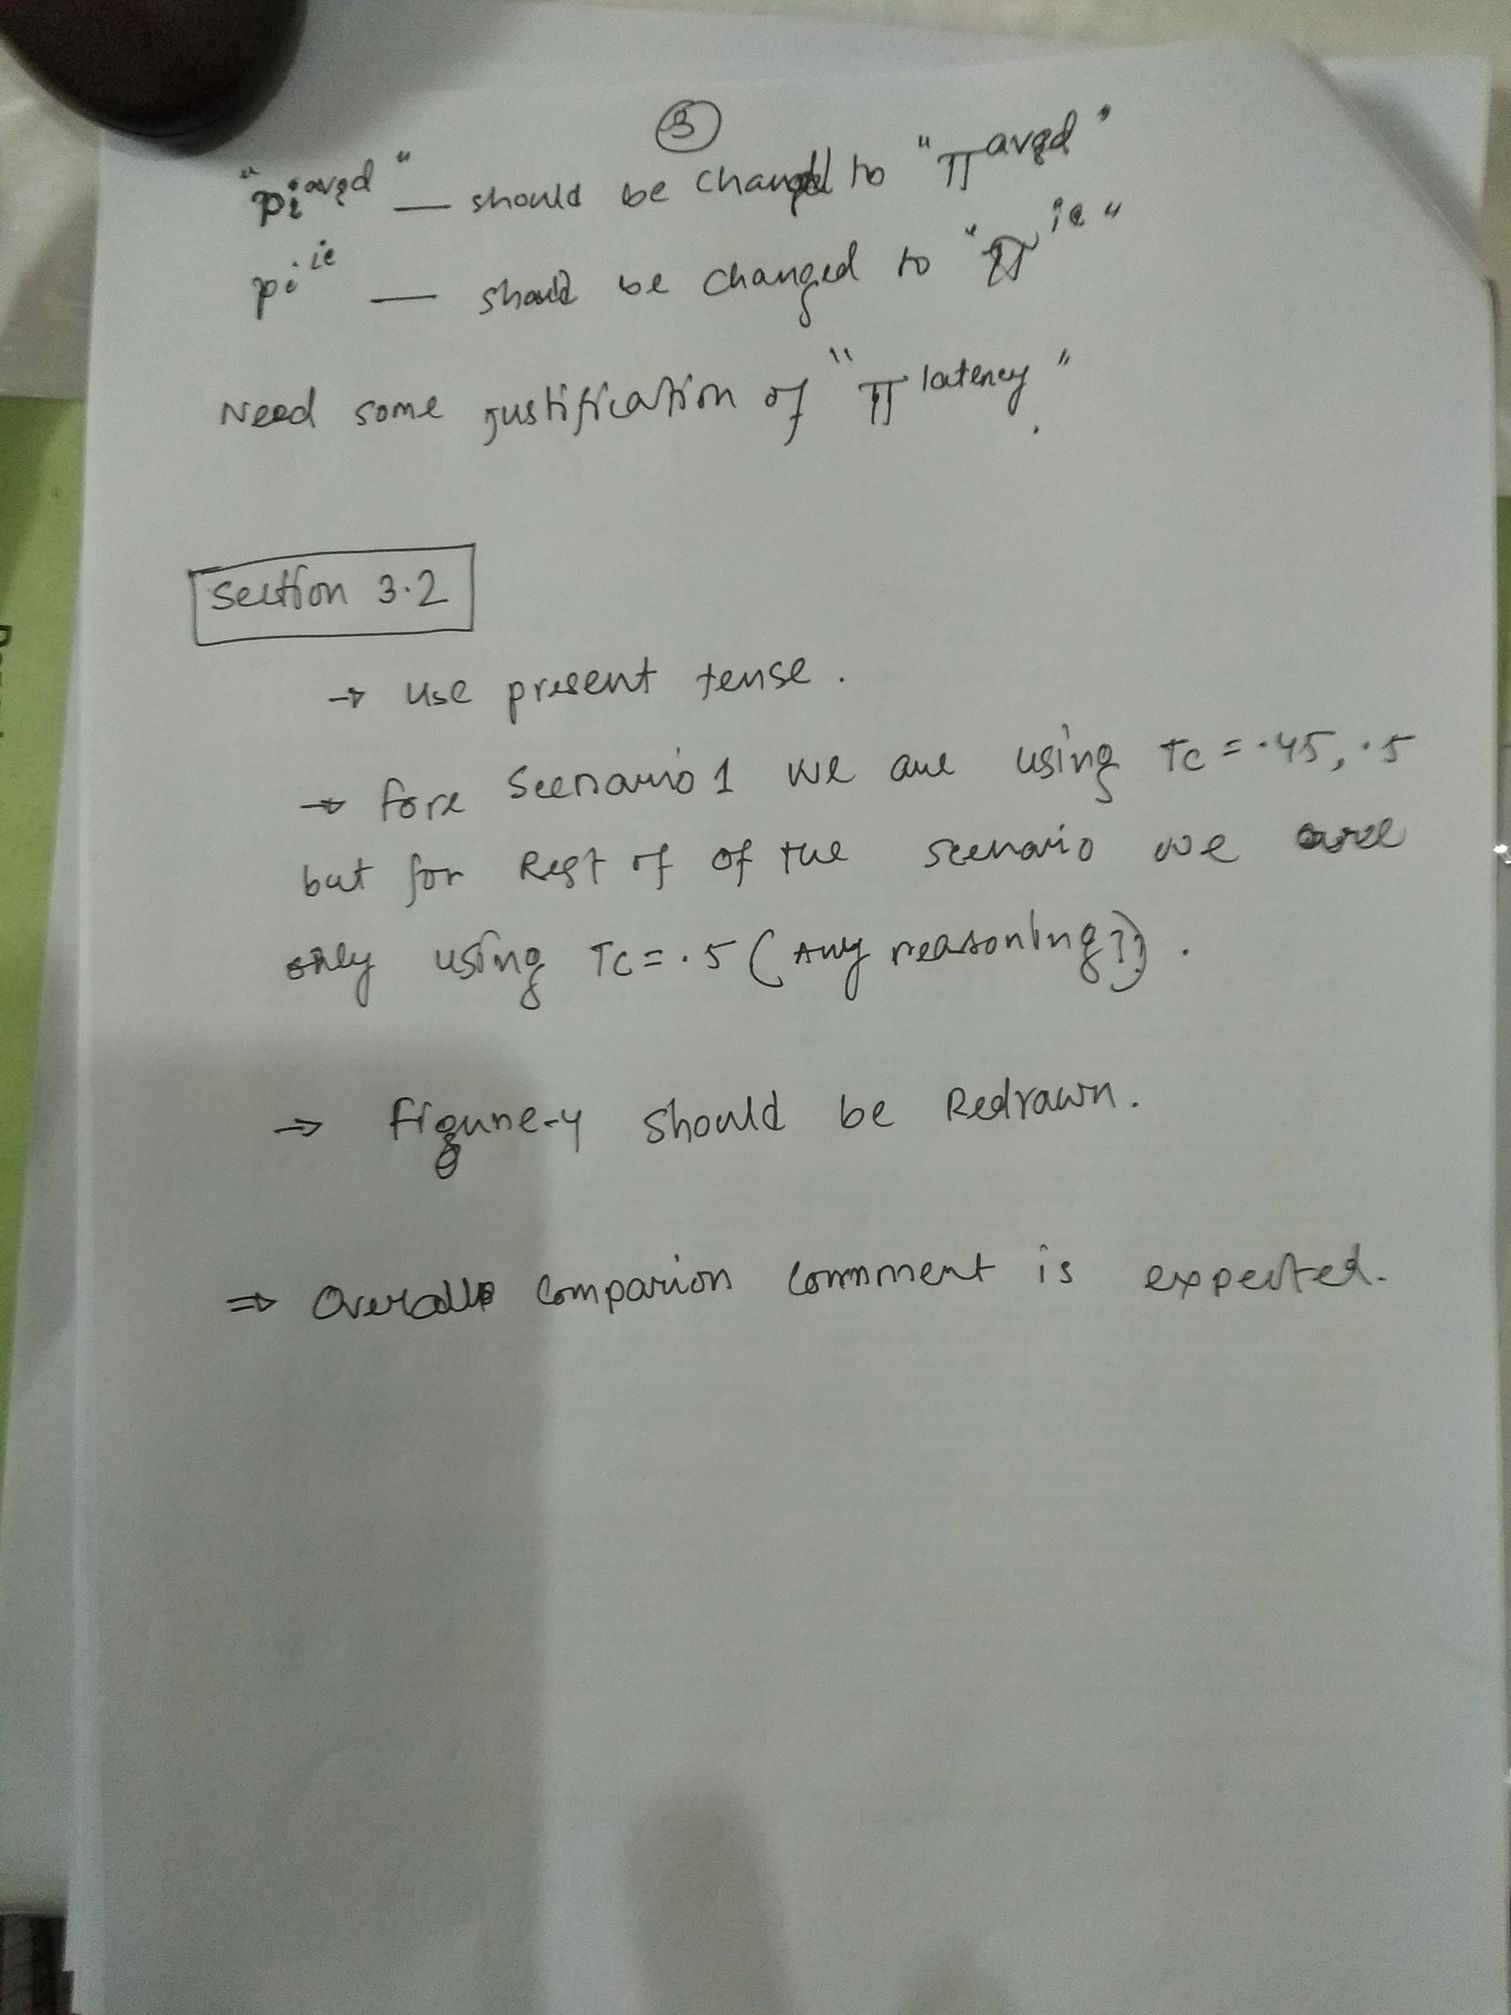 3
"pi^avgd" — should be changed to "π^avgd"
pi^ie — should be changed to "π^ie"
Need some justification of "π^latency".
Section 3.2
→ Use present tense.
→ fore Scenario 1 we are using Tc = .45, .5
but for Rest of of the scenario we are
only using Tc = .5 (Any reasoning??).
⇒ figure-4 should be Redrawn.
⇒ Overall comparion comment is expected.